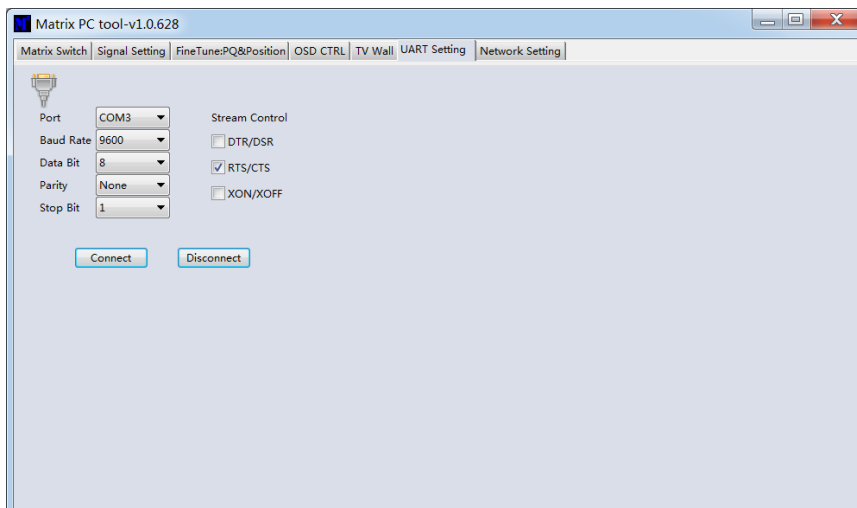 Matrix PC tool-v1.0.628
Matrix Switch Signal Setting FineTune:PQ&Position OSD CTRL TV Wall UART Setting Network Setting
Port COM3 Stream Control
Baud Rate 9600 DTR/DSR
Data Bit 8 RTS/CTS
Parity None XON/XOFF
Stop Bit 1
Connect Disconnect